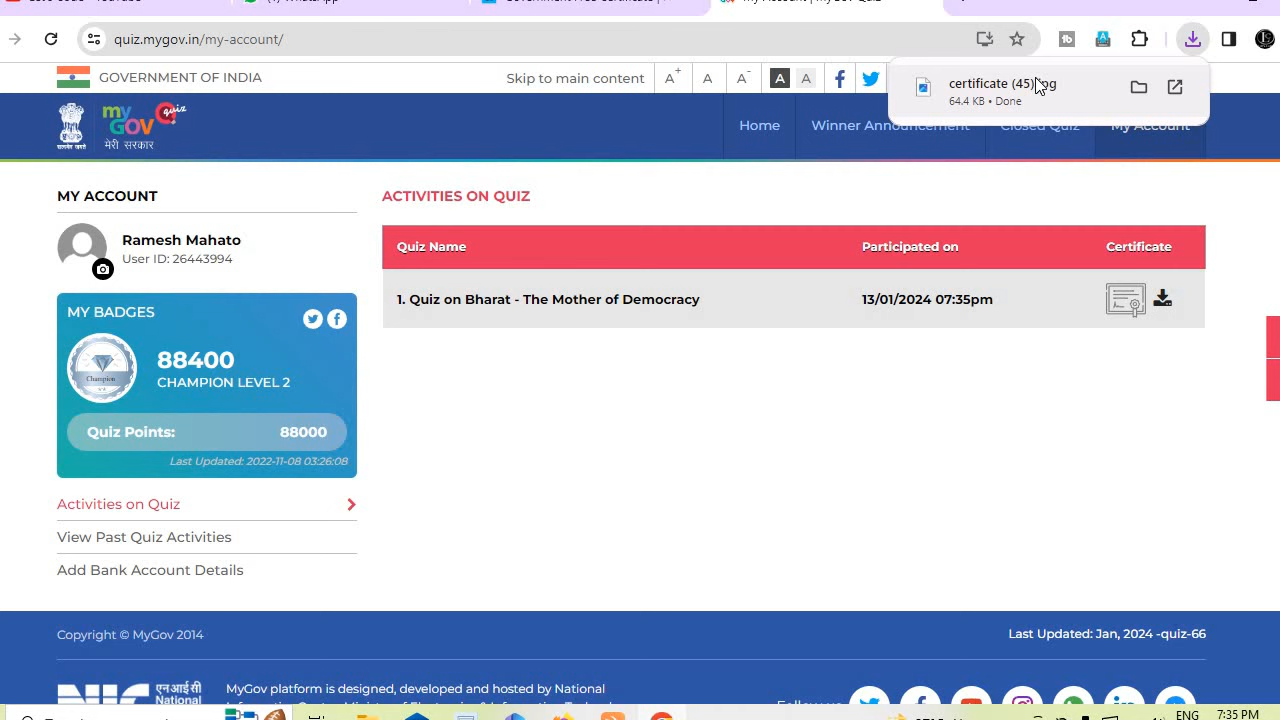 quiz.mygov.in/my-account/
certificate (45).jpg
64.4 KB • Done
GOVERNMENT OF INDIA
Skip to main content
A+ A A- A A
my GOV quiz
मेरी सरकार
Home
Winner Announcement
Closed Quiz
My Account
MY ACCOUNT
Ramesh Mahato
User ID: 26443994
MY BADGES
Champion
88400
CHAMPION LEVEL 2
Quiz Points: 88000
Last Updated: 2022-11-08 03:26:08
Activities on Quiz
View Past Quiz Activities
Add Bank Account Details
ACTIVITIES ON QUIZ
Quiz Name Participated on Certificate
1. Quiz on Bharat - The Mother of Democracy 13/01/2024 07:35pm
Copyright © MyGov 2014
Last Updated: Jan, 2024 -quiz-66
NIC एन आई सी
National
MyGov platform is designed, developed and hosted by National
ENG 7:35 PM